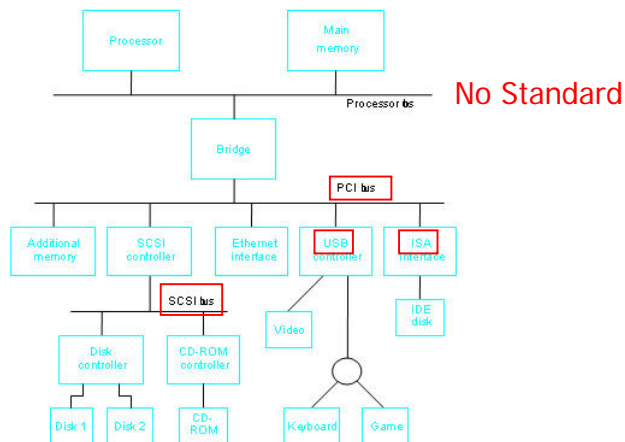 Processor
Main
memory
No Standard
Processor bus
Bridge
PCI bus
Additional
memory
SCSI
controller
Ethernet
interface
USB
controller
ISA
interface
SCSI bus
IDE
disk
Video
Disk
controller
CD-ROM
controller
Disk 1
Disk 2
CD-
ROM
Keyboard
Game